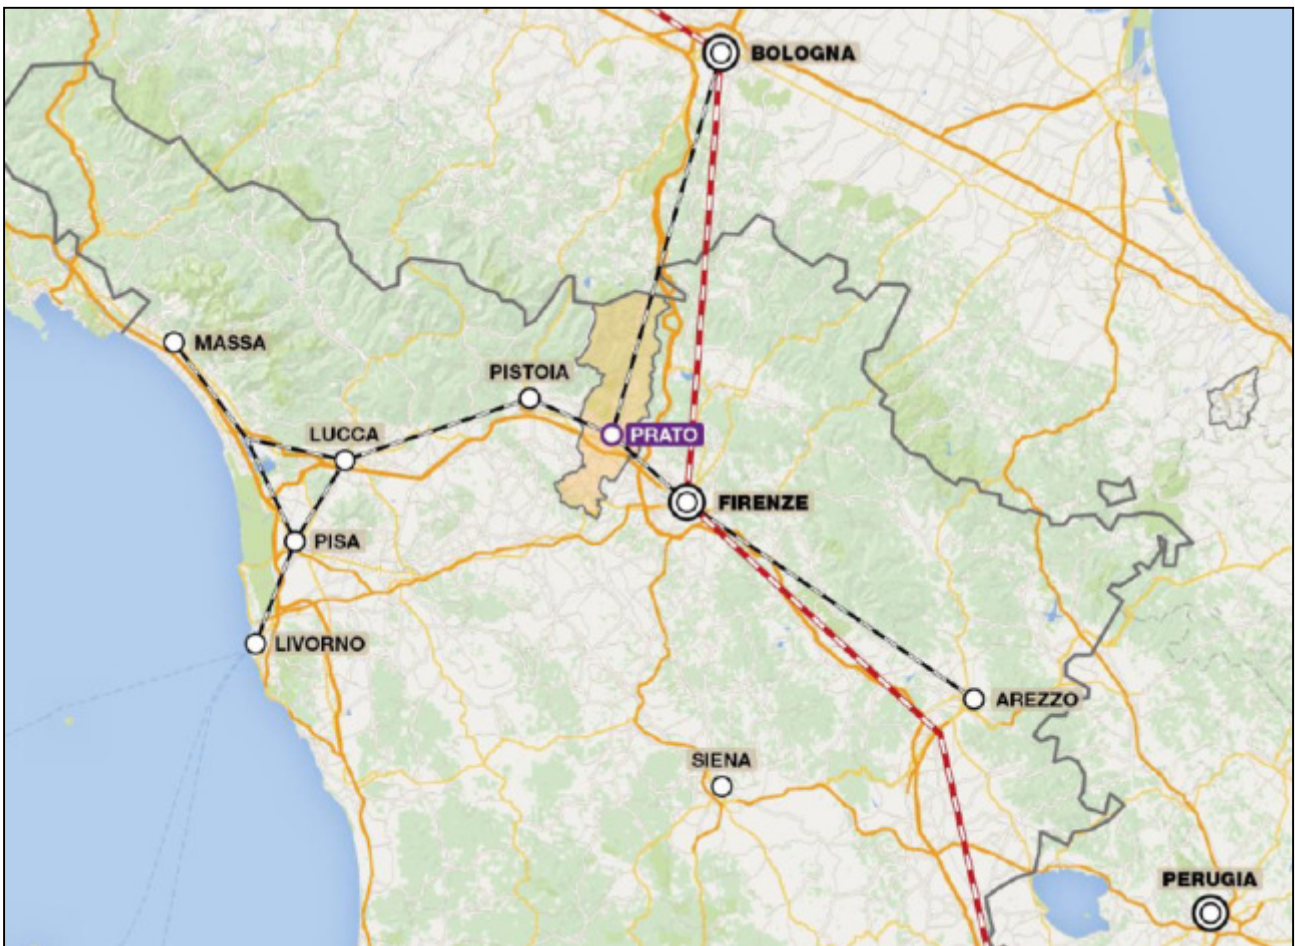 BOLOGNA
MASSA
PISTOIA
LUCCA
PRATO
FIRENZE
PISA
LIVORNO
AREZZO
SIENA
PERUGIA